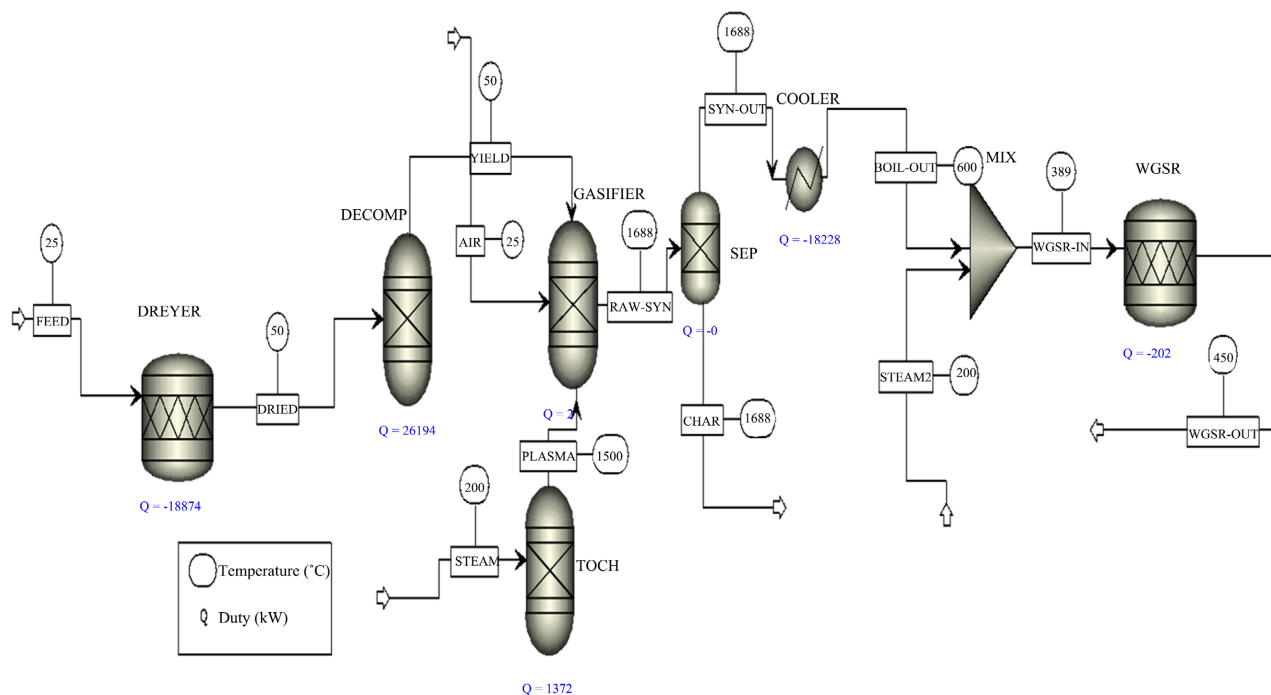 1688
SYN-OUT
COOLER
50
YIELD
DECOMP
GASIFIER
BOIL-OUT
600
MIX
389
WGSR
25
FEED
DREYER
AIR
25
1688
RAW-SYN
SEP
Q = -0
Q = -18228
WGSR-IN
Q = -202
50
DRIED
Q = 26194
Q = 2
CHAR
1688
STEAM2
200
450
WGSR-OUT
PLASMA
1500
Q = -18874
200
STEAM
TOCH
Q = 1372
Temperature (˚C)
Q Duty (kW)